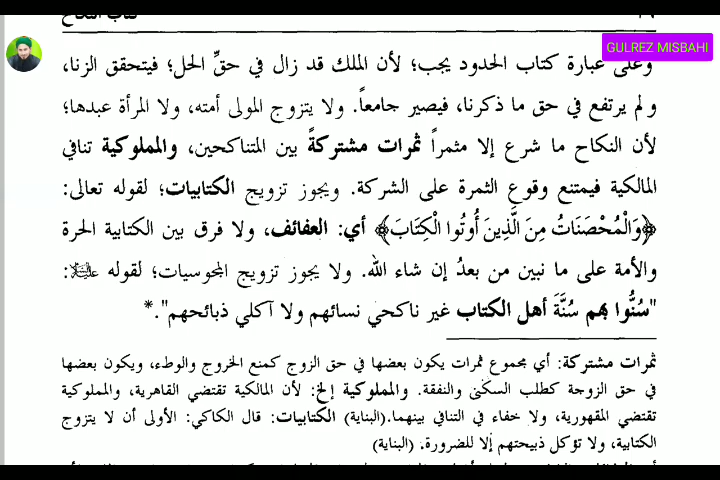 كتاب النكاح
GULREZ MISBAHI
وعلى عبارة كتاب الحدود يجب؛ لأن الملك قد زال في حقِّ الحل؛ فيتحقق الزنا،
ولم يرتفع في حق ما ذكرنا، فيصير جامعاً. ولا يتزوج المولى أمته، ولا المرأة عبدها؛
لأن النكاح ما شرع إلا مثمراً ثمرات مشتركةً بين المتناكحين، والمملوكية تنافي
المالكية فيمتنع وقوع الثمرة على الشركة. ويجوز تزويج الكتابيات؛ لقوله تعالى:
﴿وَالْمُحْصَنَاتُ مِنَ الَّذِينَ أُوتُوا الْكِتَابَ﴾ أي: العفائف، ولا فرق بين الكتابية الحرة
والأمة على ما نبين من بعدُ إن شاء الله. ولا يجوز تزويج المجوسيات؛ لقوله عليه السلام:
"سُنُّوا بهم سُنَّةَ أهل الكتاب غير ناكحي نسائهم ولا آكلي ذبائحهم".*
ثمرات مشتركة: أي مجموع ثمرات يكون بعضها في حق الزوج كمنع الخروج والوطء، ويكون بعضها
في حق الزوجة كطلب السكنى والنفقة. والمملوكية إلخ: لأن المالكية تقتضي القاهرية، والمملوكية
تقتضي المقهورية، ولا خفاء في التنافي بينهما.(البناية) الكتابيات: قال الكاكي: الأولى أن لا يتزوج
الكتابية، ولا تؤكل ذبيحتهم إلا للضرورة. (البناية)